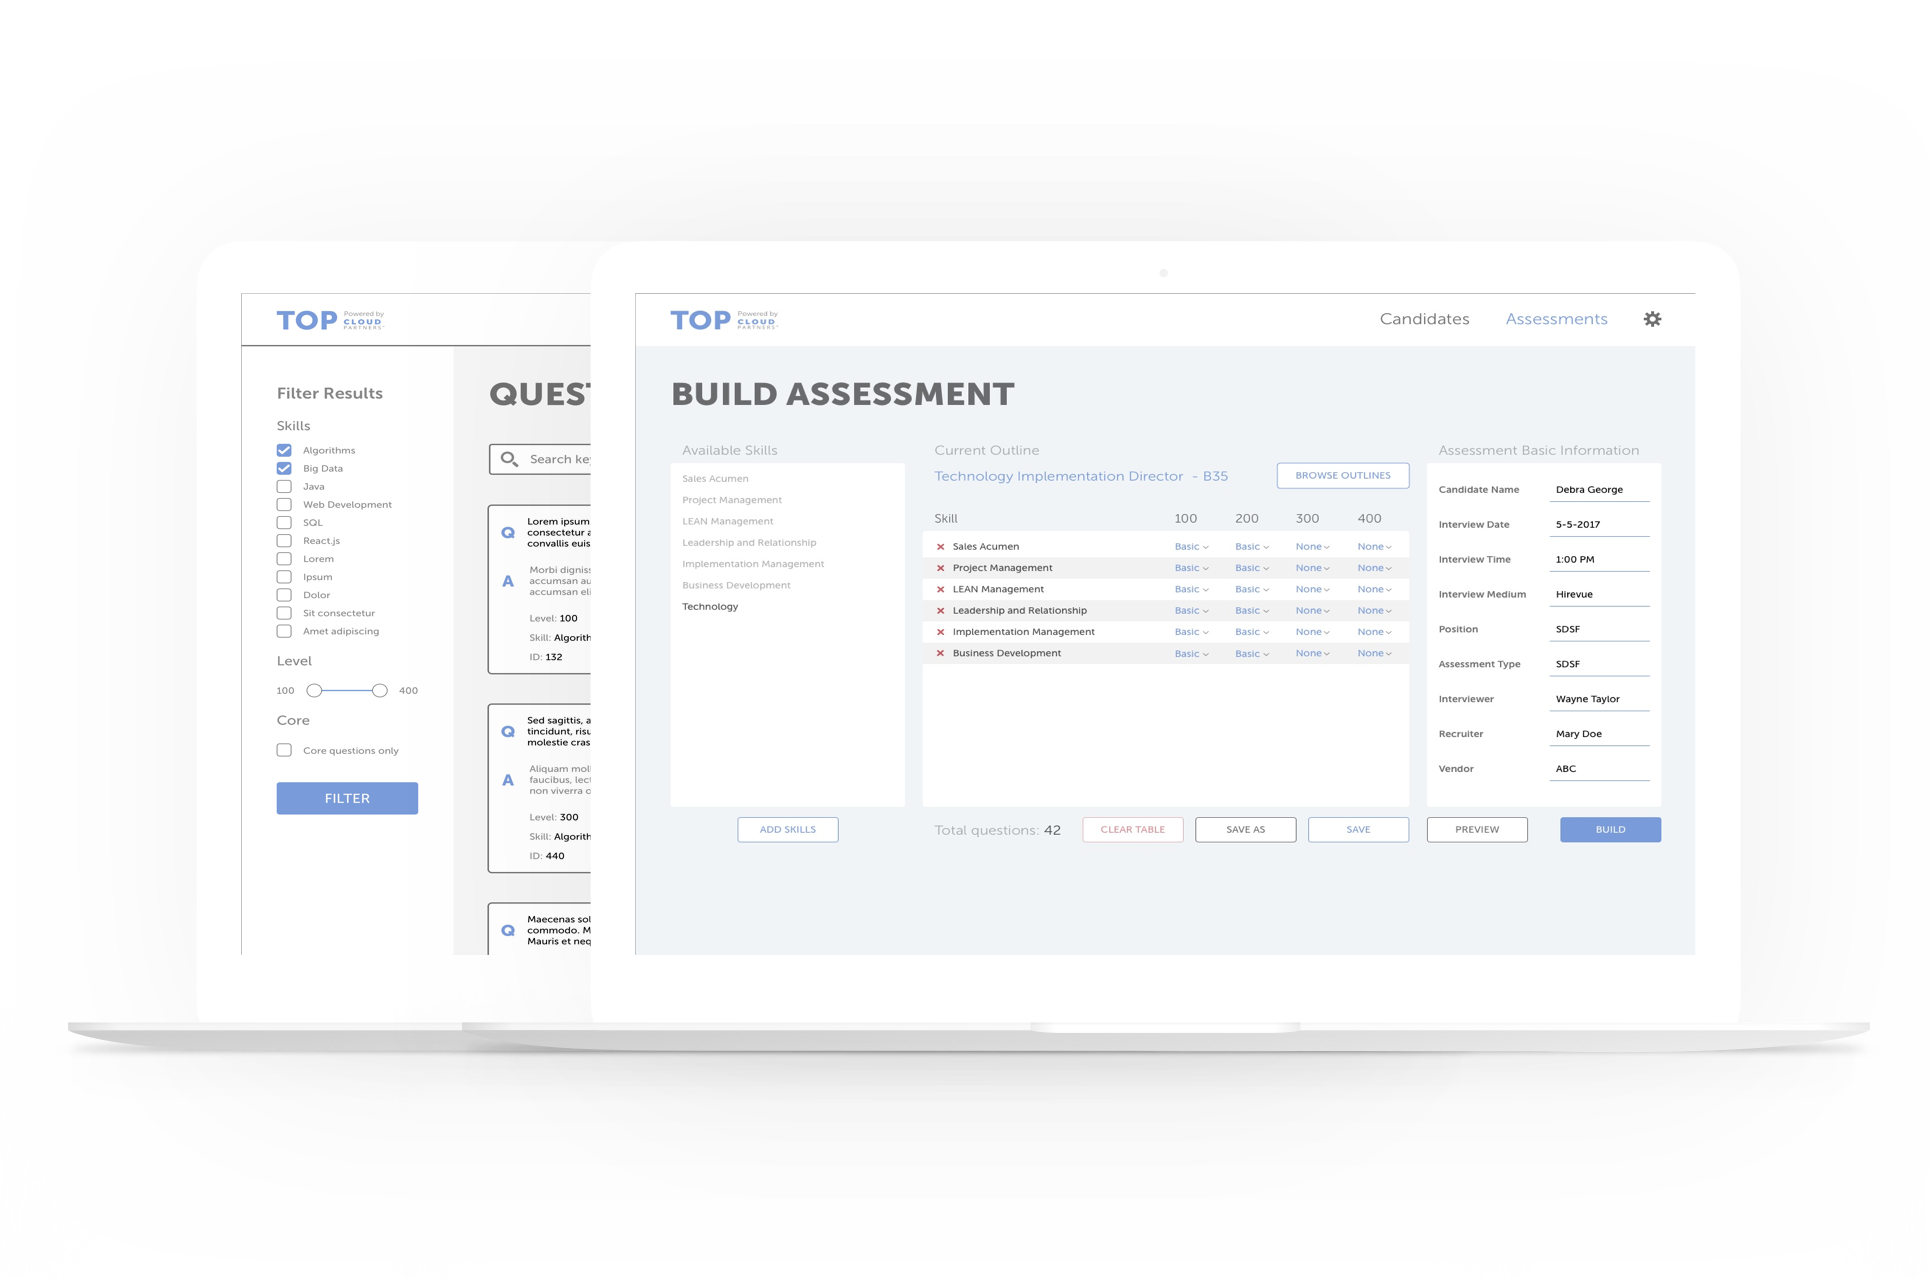 TOP Powered by
CLOUD
PARTNERS
Filter Results
Skills
Algorithms
Big Data
Java
Web Development
SQL
React.js
Lorem
Ipsum
Dolor
Sit consectetur
Amet adipiscing
Level
100 400
Core
Core questions only
FILTER
QUEST
Search key
Q Lorem ipsum
consectetur a
convallis euis
A Morbi digniss
accumsan au
accumsan eli
Level: 100
Skill: Algorith
ID: 132
Q Sed sagittis, a
tincidunt, risu
molestie cras
A Aliquam moll
faucibus, lect
non viverra o
Level: 300
Skill: Algorith
ID: 440
Q Maecenas sol
commodo. M
Mauris et neq
TOP Powered by
CLOUD
PARTNERS
Candidates Assessments
BUILD ASSESSMENT
Available Skills
Sales Acumen
Project Management
LEAN Management
Leadership and Relationship
Implementation Management
Business Development
Technology
ADD SKILLS
Current Outline
Technology Implementation Director - B35 BROWSE OUTLINES
Skill 100 200 300 400
Sales Acumen Basic Basic None None
Project Management Basic Basic None None
LEAN Management Basic Basic None None
Leadership and Relationship Basic Basic None None
Implementation Management Basic Basic None None
Business Development Basic Basic None None
Total questions: 42 CLEAR TABLE SAVE AS SAVE
Assessment Basic Information
Candidate Name Debra George
Interview Date 5-5-2017
Interview Time 1:00 PM
Interview Medium Hirevue
Position SDSF
Assessment Type SDSF
Interviewer Wayne Taylor
Recruiter Mary Doe
Vendor ABC
PREVIEW BUILD